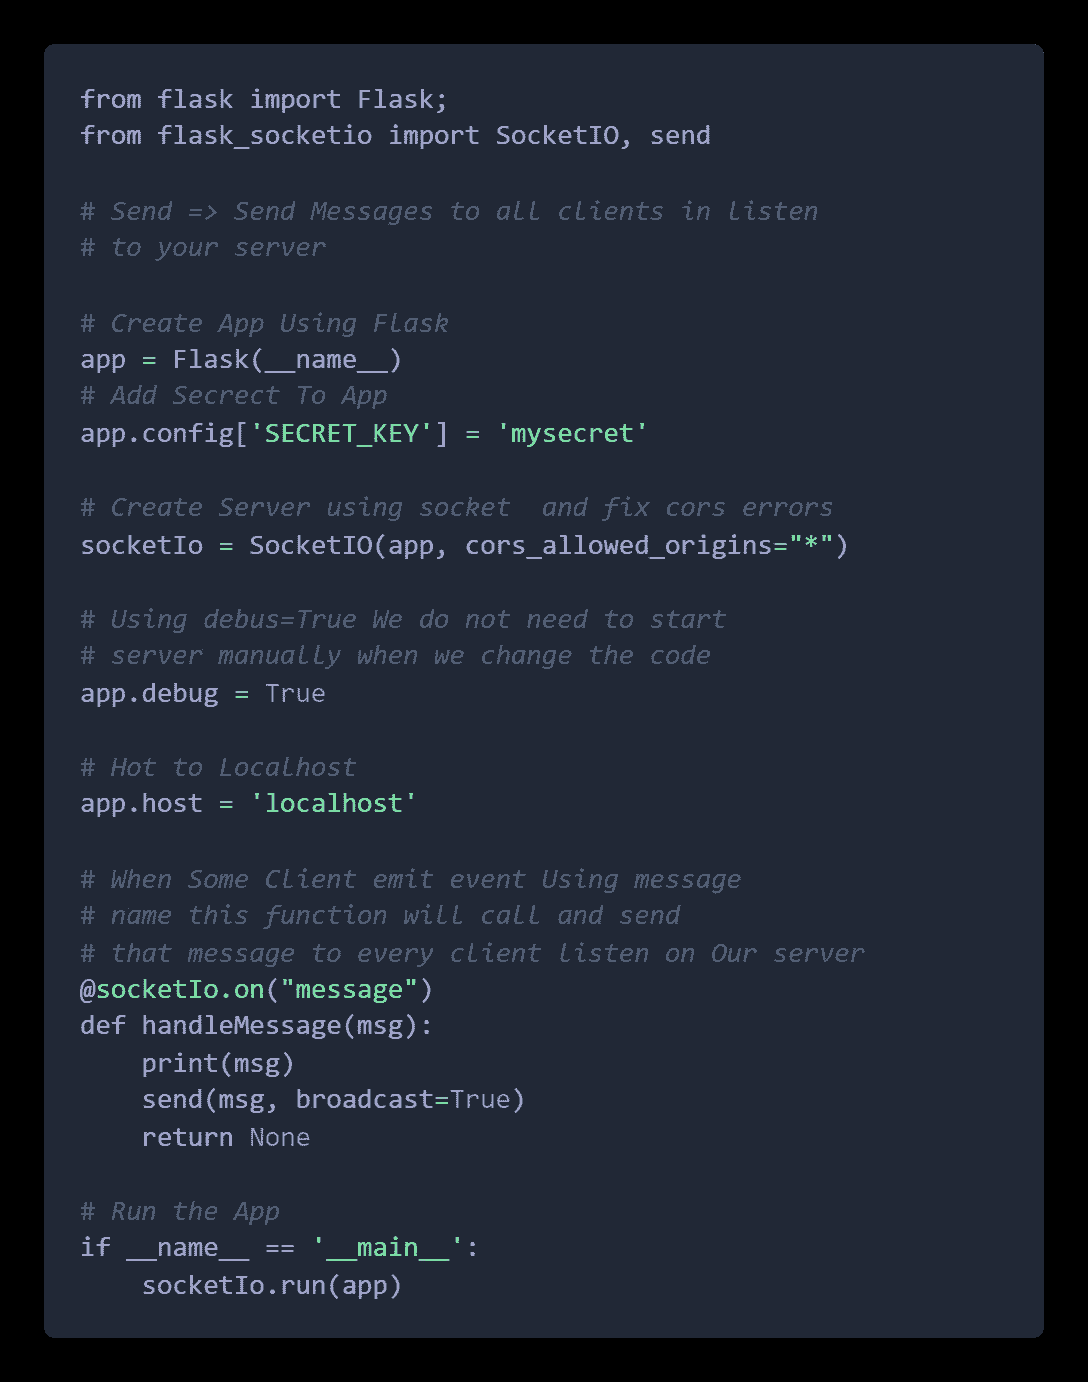 from flask import Flask;
from flask_socketio import SocketIO, send

# Send => Send Messages to all clients in listen
# to your server

# Create App Using Flask
app = Flask(__name__)
# Add Secrect To App
app.config['SECRET_KEY'] = 'mysecret'

# Create Server using socket  and fix cors errors
socketIo = SocketIO(app, cors_allowed_origins="*")

# Using debus=True We do not need to start
# server manually when we change the code
app.debug = True

# Hot to Localhost
app.host = 'localhost'

# When Some Client emit event Using message
# name this function will call and send
# that message to every client listen on Our server
@socketIo.on("message")
def handleMessage(msg):
    print(msg)
    send(msg, broadcast=True)
    return None

# Run the App
if __name__ == '__main__':
    socketIo.run(app)